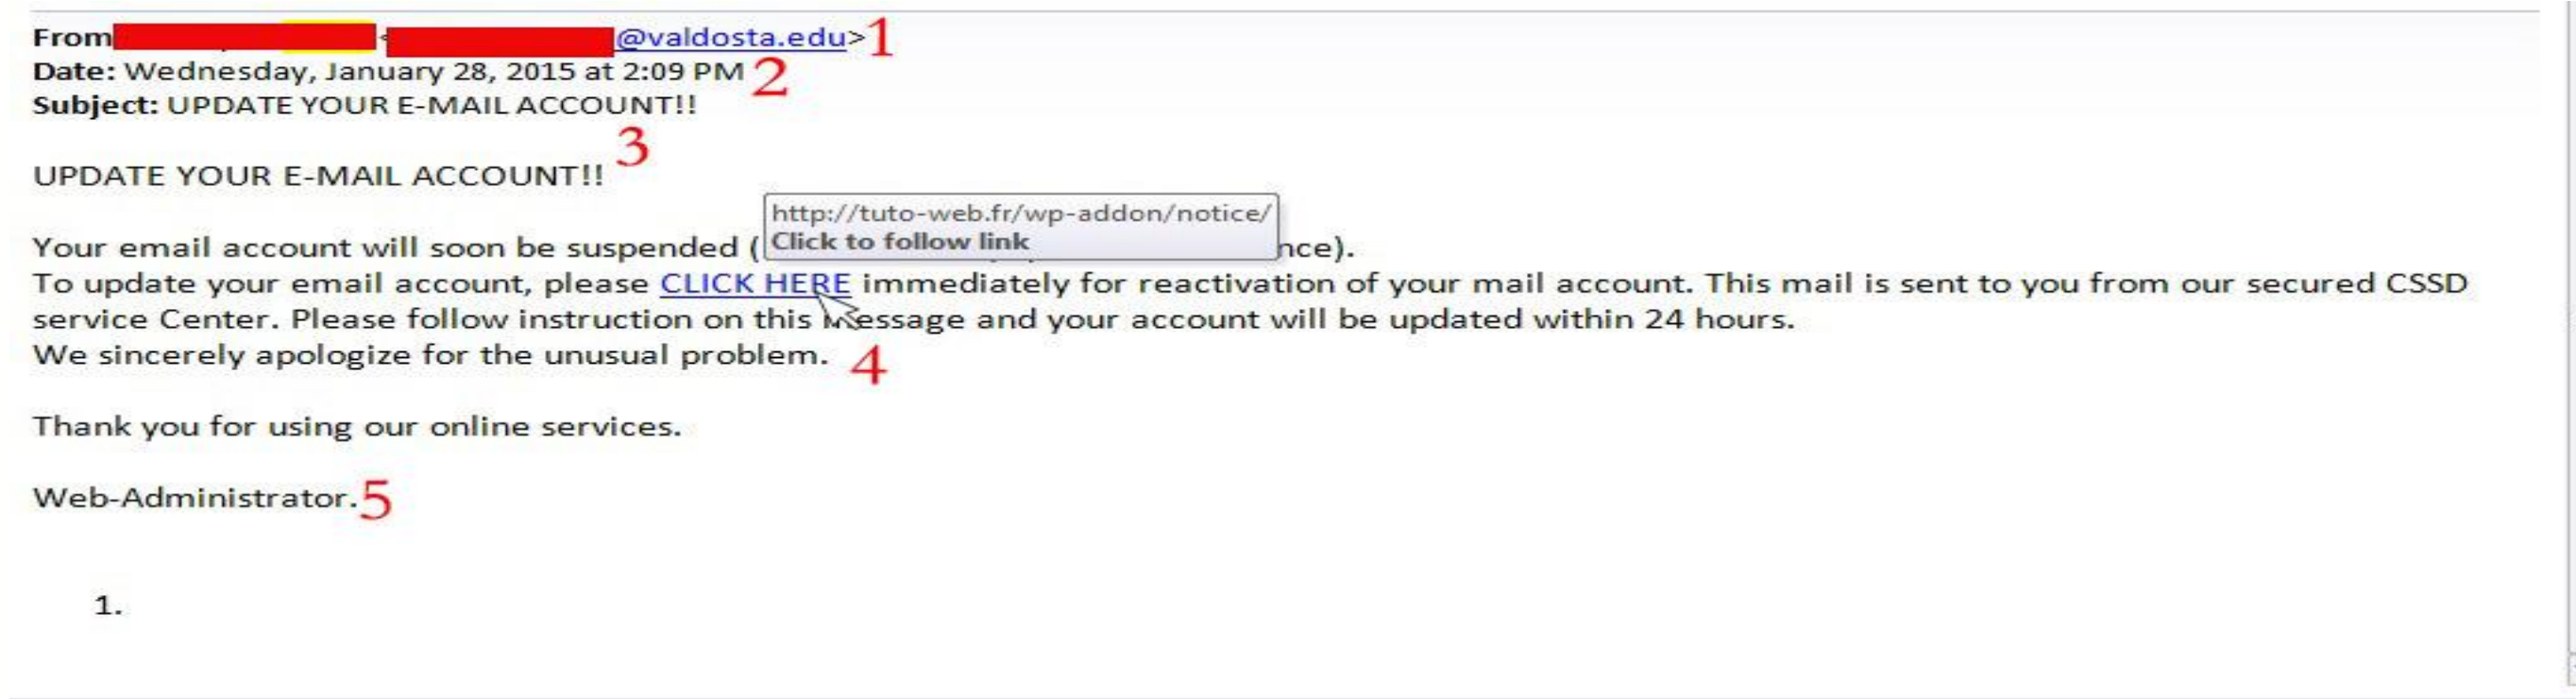 From @valdosta.edu> 1
Date: Wednesday, January 28, 2015 at 2:09 PM 2
Subject: UPDATE YOUR E-MAIL ACCOUNT!!
3
UPDATE YOUR E-MAIL ACCOUNT!!
http://tuto-web.fr/wp-addon/notice/
Click to follow link
Your email account will soon be suspended ( nce).
To update your email account, please CLICK HERE immediately for reactivation of your mail account. This mail is sent to you from our secured CSSD
service Center. Please follow instruction on this Message and your account will be updated within 24 hours.
We sincerely apologize for the unusual problem. 4
Thank you for using our online services.
Web-Administrator. 5
1.